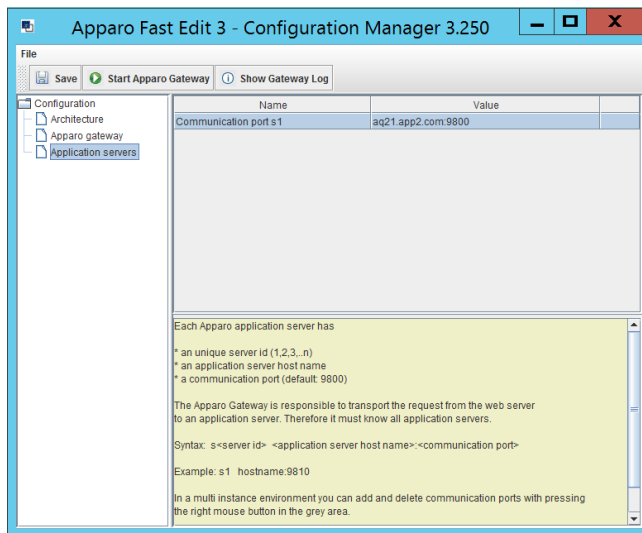 Apparo Fast Edit 3 - Configuration Manager 3.250
File
Save Start Apparo Gateway Show Gateway Log
Configuration
Architecture
Apparo gateway
Application servers
Name Value
Communication port s1 aq21.app2.com:9800
Each Apparo application server has
* an unique server id (1,2,3,..n)
* an application server host name
* a communication port (default: 9800)
The Apparo Gateway is responsible to transport the request from the web server
to an application server. Therefore it must know all application servers.
Syntax: s<server id> <application server host name>:<communication port>
Example: s1 hostname:9810
In a multi instance environment you can add and delete communication ports with pressing
the right mouse button in the grey area.